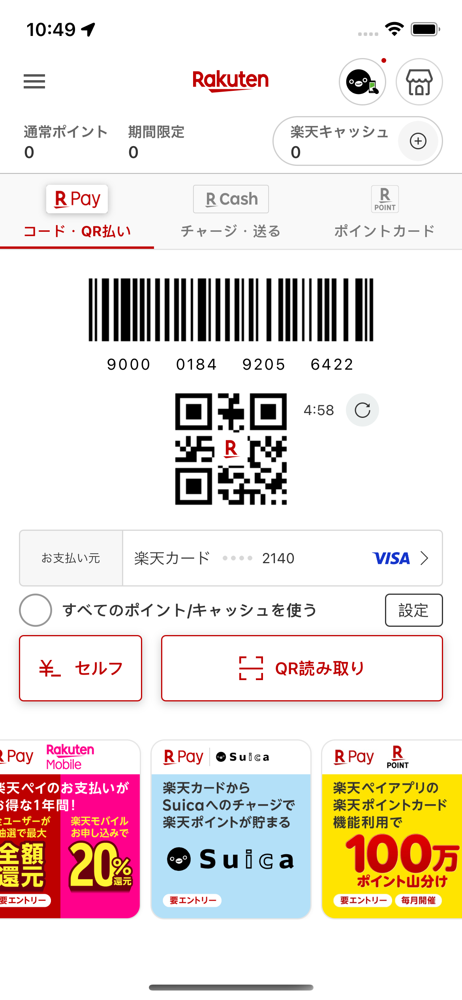 10:49
Rakuten
通常ポイント 期間限定 楽天キャッシュ
0 0 0
R Pay R Cash R POINT
コード・QR払い チャージ・送る ポイントカード
9000 0184 9205 6422
4:58
R
お支払い元 楽天カード •••• 2140 VISA
すべてのポイント/キャッシュを使う 設定
¥_ セルフ QR読み取り
R Pay Rakuten Mobile
楽天ペイのお支払いが
お得な1年間!
全ユーザーが
抽選で最大
全額
還元
要エントリー
楽天モバイル
お申し込みで
20%
還元
R Pay Suica
楽天カードから
Suicaへのチャージで
楽天ポイントが貯まる
Suica
要エントリー
R Pay R POINT
楽天ペイアプリの
楽天ポイントカード
機能利用で
100万
ポイント山分け
要エントリー 毎月開催